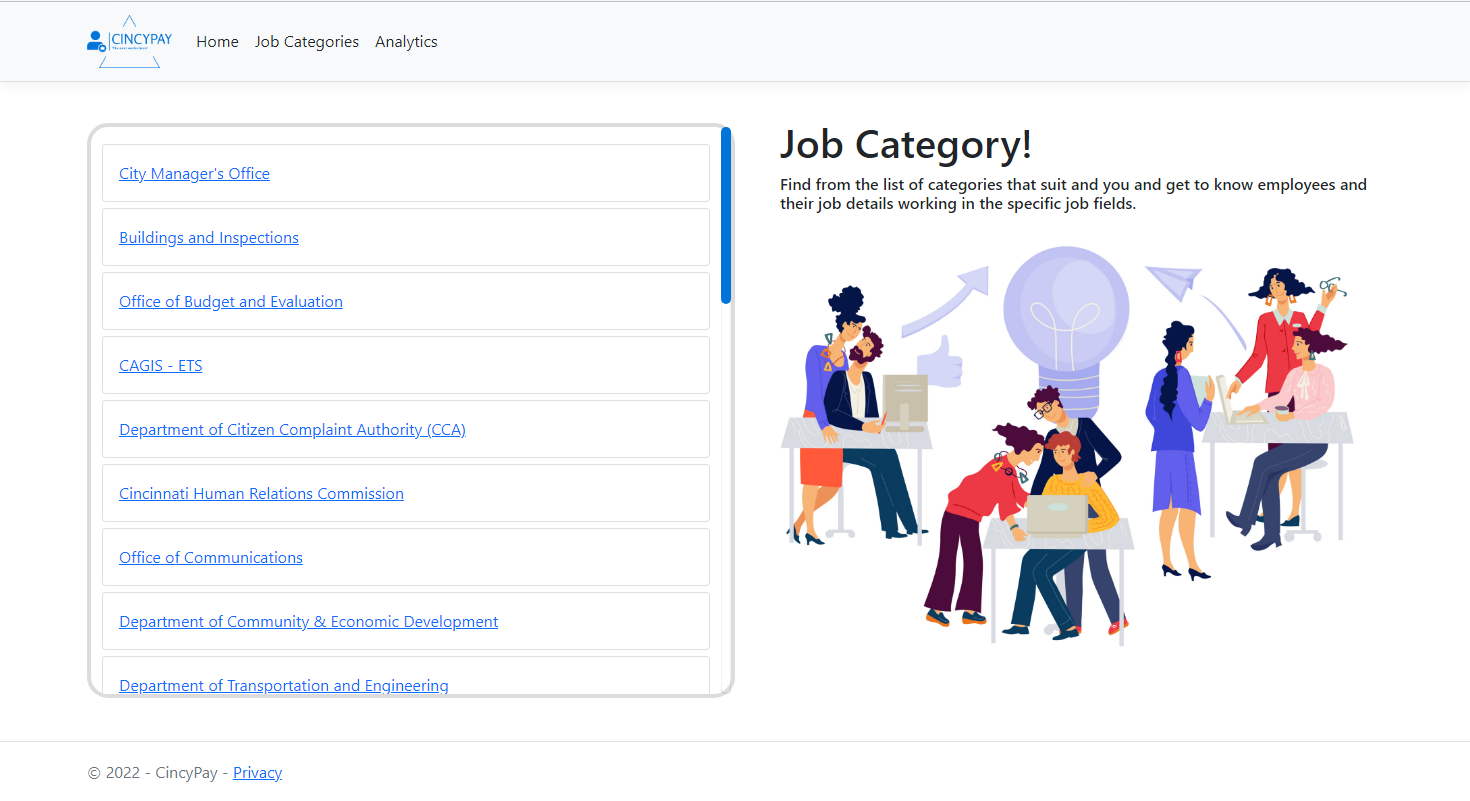 CINCYPAY
Home Job Categories Analytics
City Manager's Office
Buildings and Inspections
Office of Budget and Evaluation
CAGIS - ETS
Department of Citizen Complaint Authority (CCA)
Cincinnati Human Relations Commission
Office of Communications
Department of Community & Economic Development
Department of Transportation and Engineering
Job Category!
Find from the list of categories that suit and you and get to know employees and
their job details working in the specific job fields.
© 2022 - CincyPay - Privacy